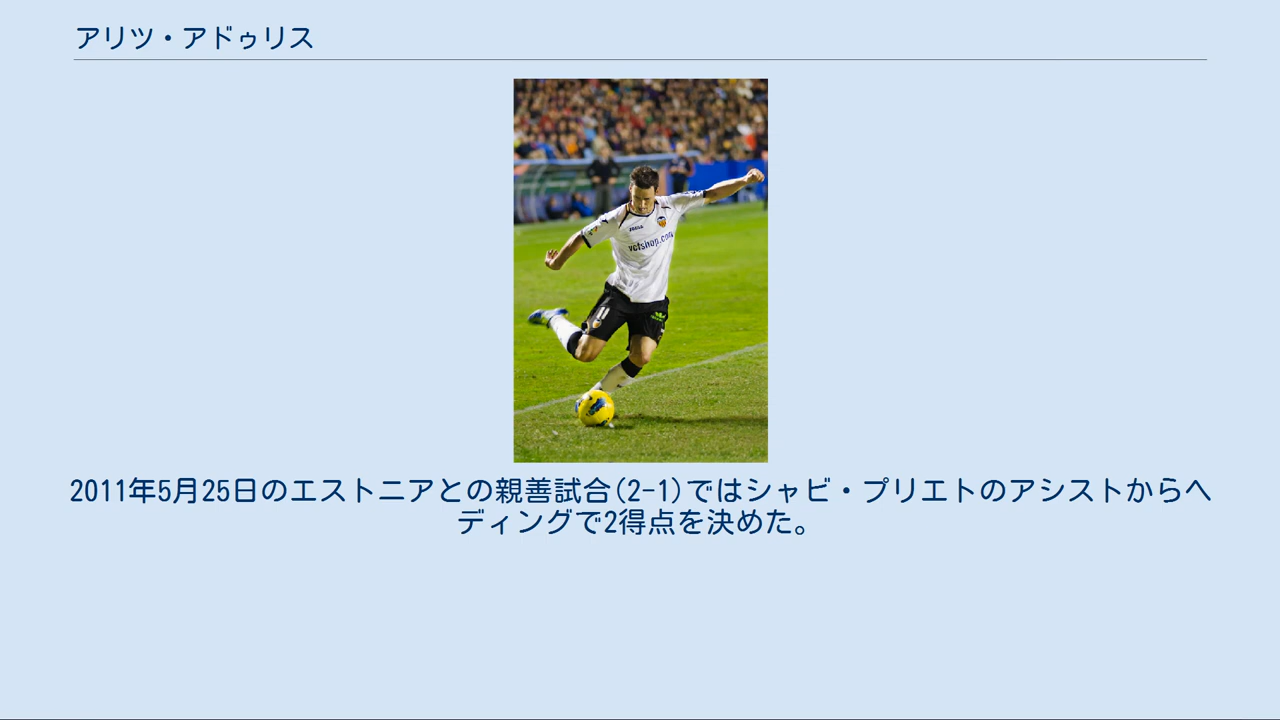 アリツ・アドゥリス
vcfshop.com
11
2011年5月25日のエストニアとの親善試合(2-1)ではシャビ・プリエトのアシストからヘ
ディングで2得点を決めた。